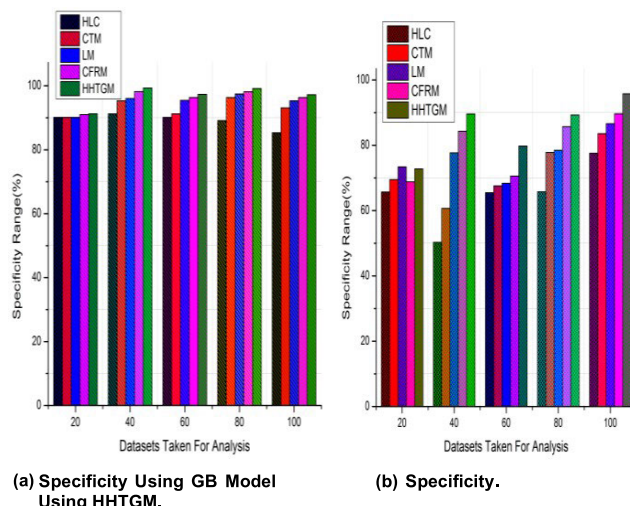 HLC
CTM
LM
CFRM
HHTGM
100
80
60
40
20
0
Specificity Range(%)
20
40
60
80
100
Datasets Taken For Analysis
(a) Specificity Using GB Model
Using HHTGM.
HLC
CTM
LM
CFRM
HHTGM
100
80
60
40
20
0
Specificity Range(%)
20
40
60
80
100
Datasets Taken For Analysis
(b) Specificity.